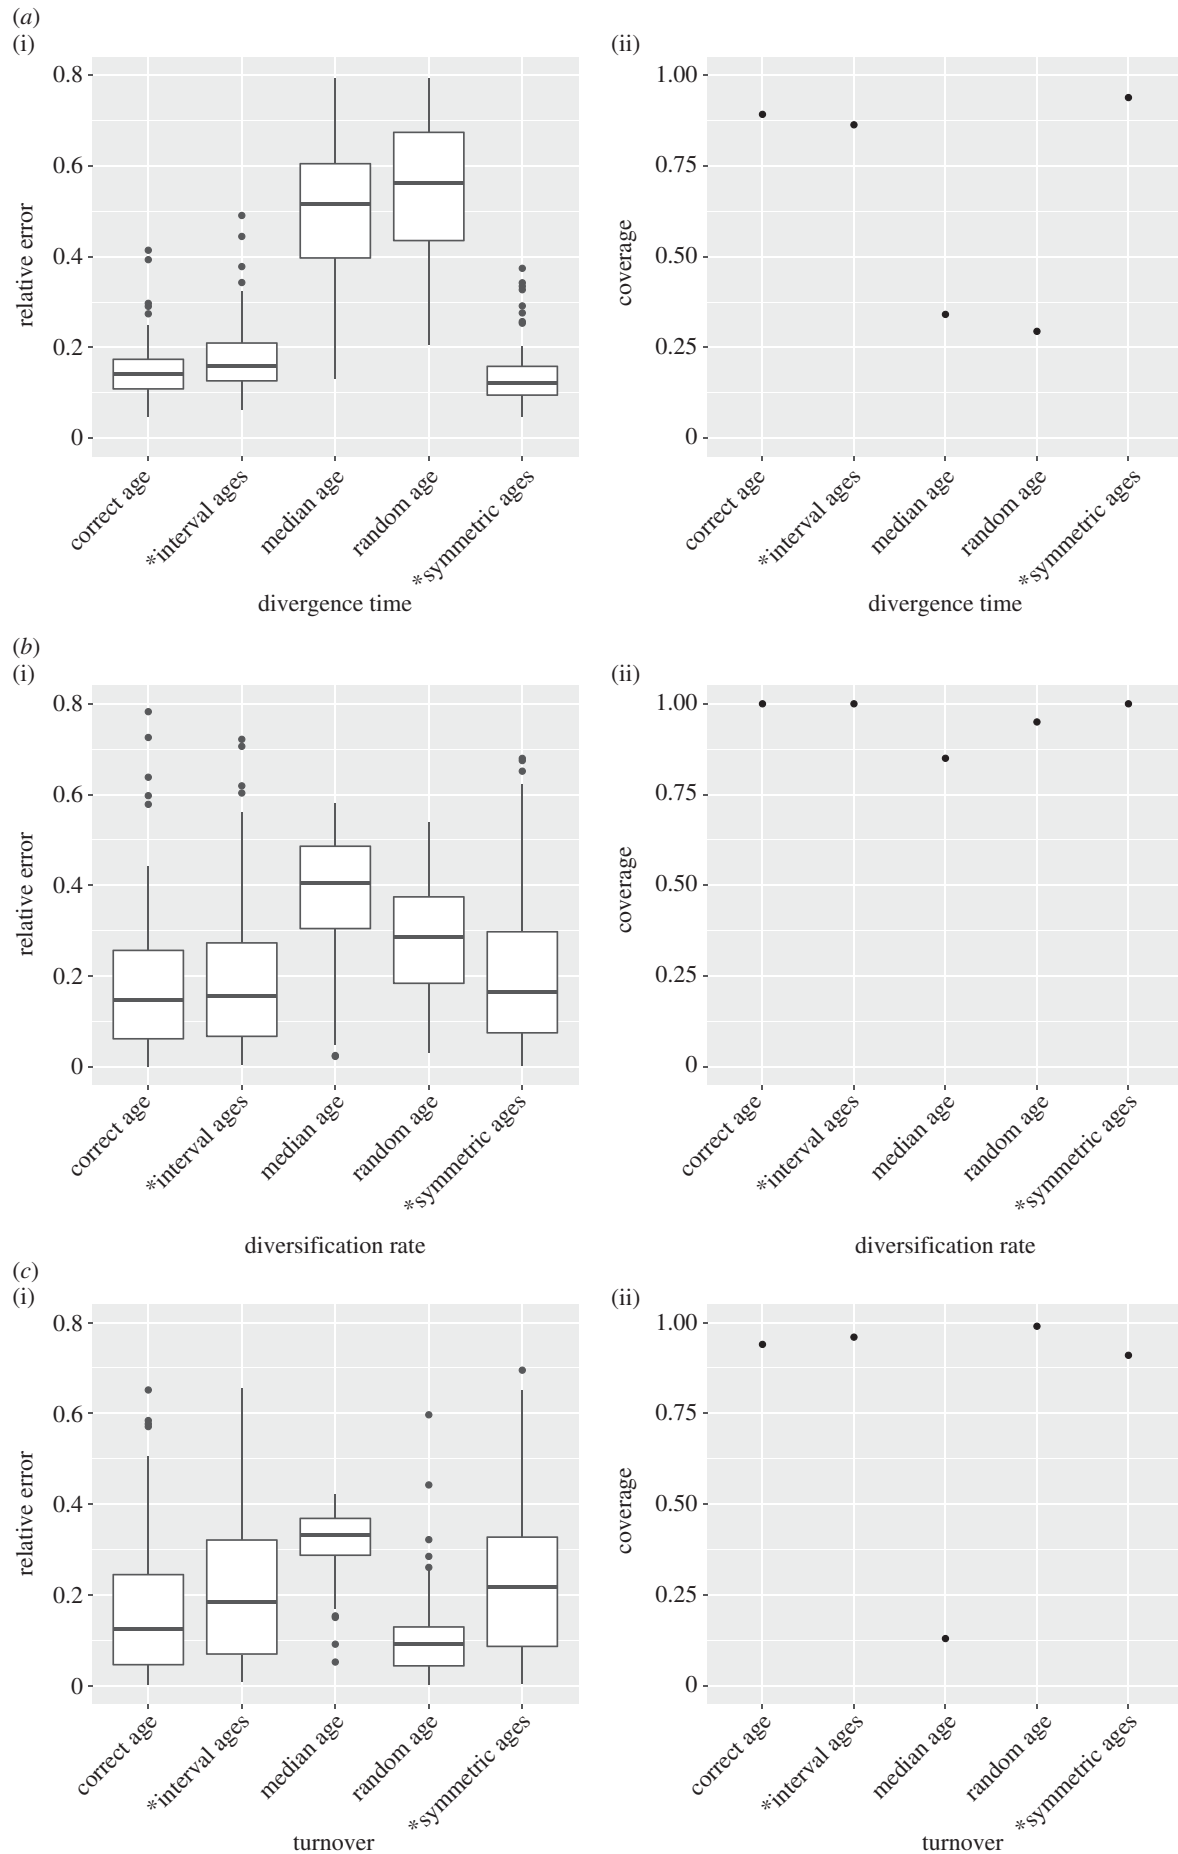 (a)
(i)
0.8
0.6
0.4
0.2
0
relative error
correct age
*interval ages
median age
random age
*symmetric ages
divergence time
(ii)
1.00
0.75
0.50
0.25
0
coverage
correct age
*interval ages
median age
random age
*symmetric ages
divergence time
(b)
(i)
0.8
0.6
0.4
0.2
0
relative error
correct age
*interval ages
median age
random age
*symmetric ages
diversification rate
(ii)
1.00
0.75
0.50
0.25
0
coverage
correct age
*interval ages
median age
random age
*symmetric ages
diversification rate
(c)
(i)
0.8
0.6
0.4
0.2
0
relative error
correct age
*interval ages
median age
random age
*symmetric ages
turnover
(ii)
1.00
0.75
0.50
0.25
0
coverage
correct age
*interval ages
median age
random age
*symmetric ages
turnover